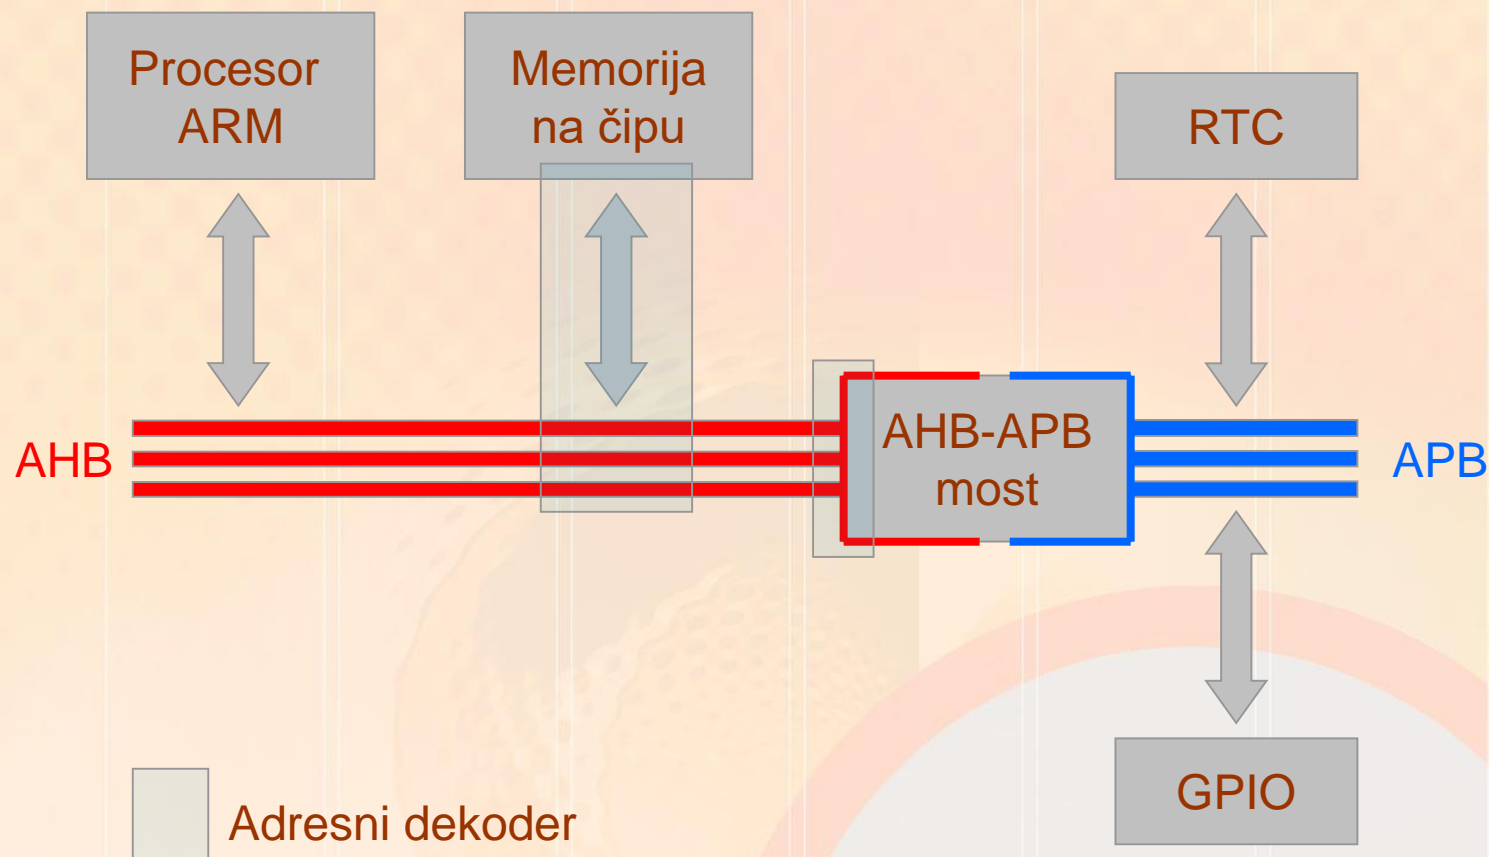 Procesor
ARM
Memorija
na čipu
RTC
AHB
AHB-APB
most
APB
GPIO
Adresni dekoder